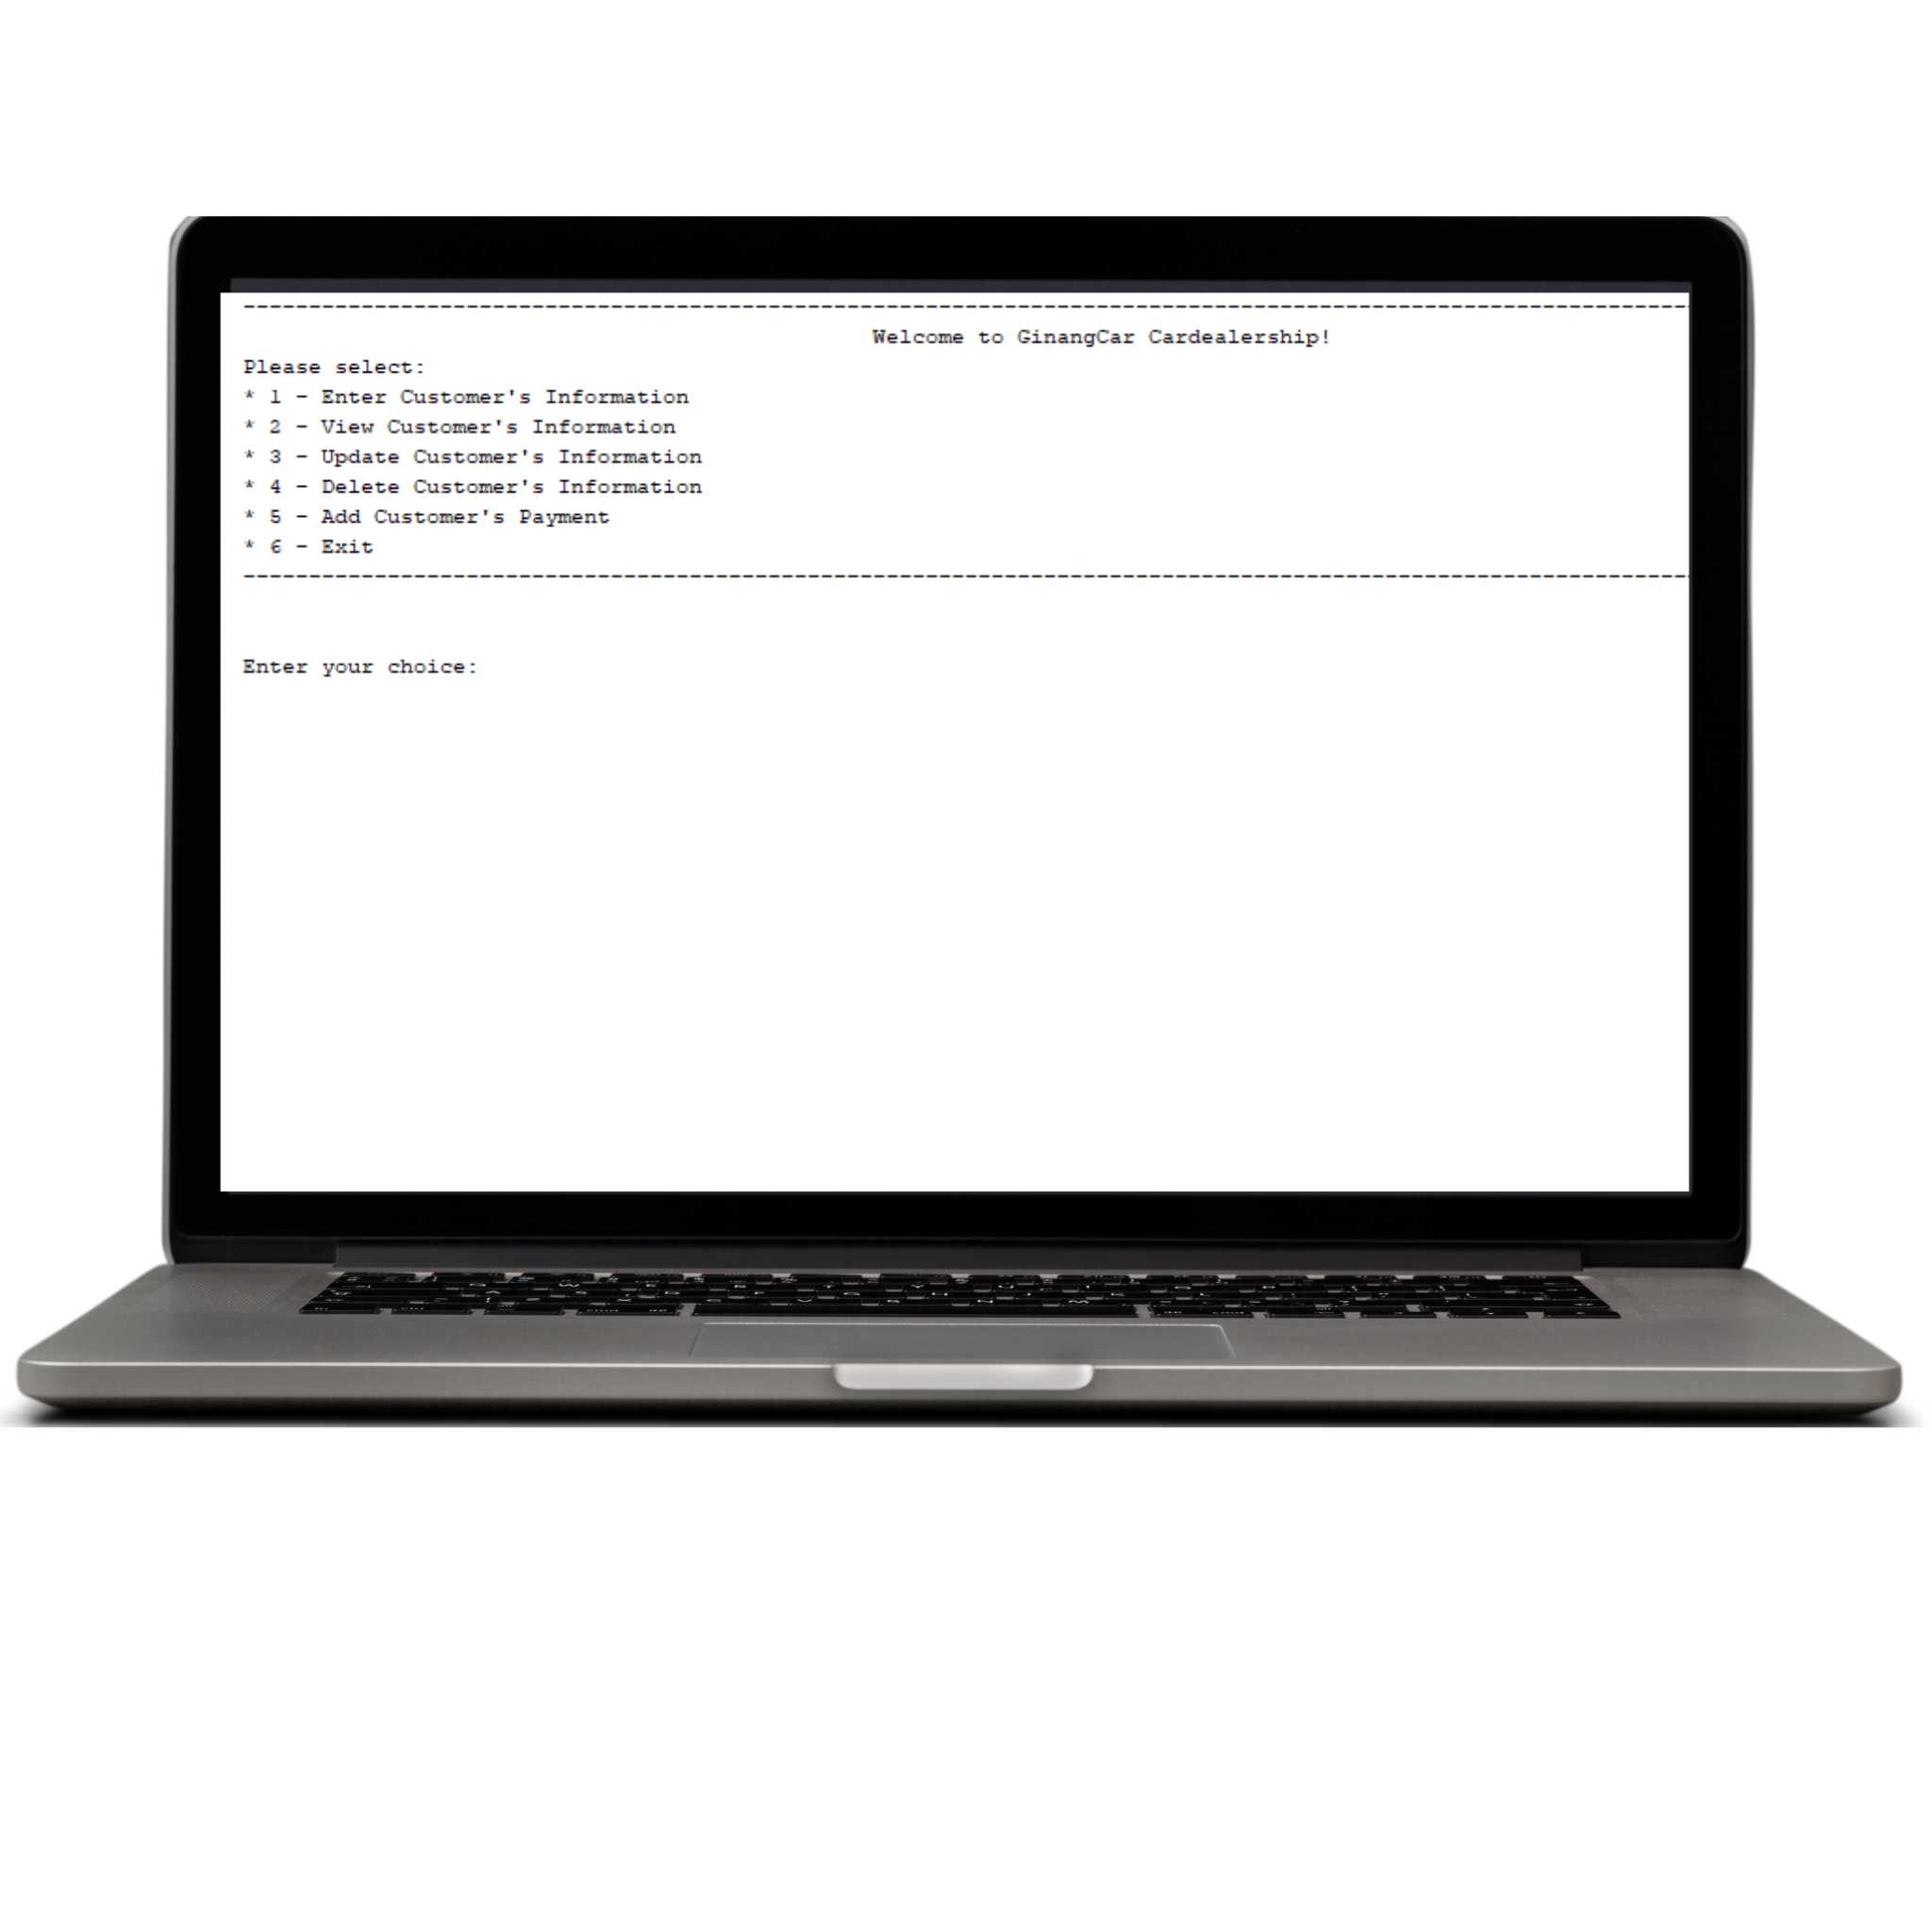 --------------------------------------------------------------------------------------------------------------
Welcome to GinangCar Cardealership!
Please select:
* 1 - Enter Customer's Information
* 2 - View Customer's Information
* 3 - Update Customer's Information
* 4 - Delete Customer's Information
* 5 - Add Customer's Payment
* 6 - Exit
--------------------------------------------------------------------------------------------------------------
Enter your choice: